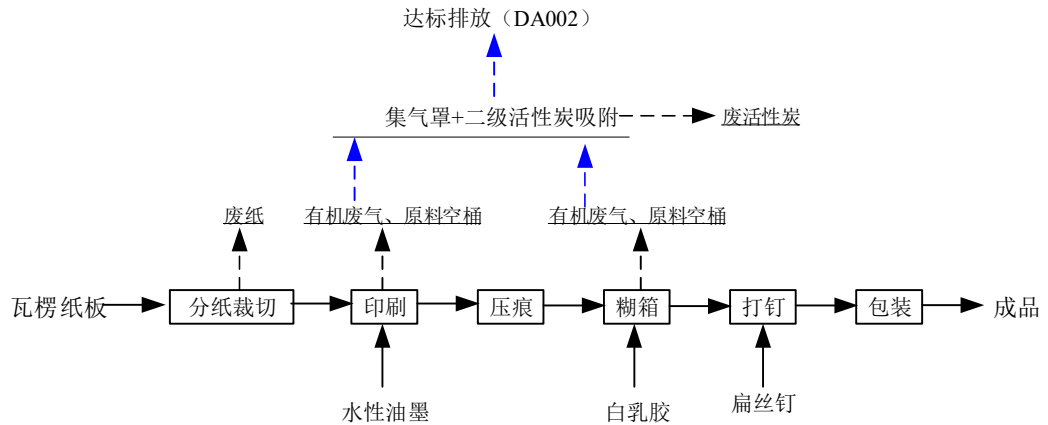 达标排放（DA002）
集气罩+二级活性炭吸附
废活性炭
废纸
有机废气、原料空桶
有机废气、原料空桶
瓦楞纸板
分纸裁切
印刷
压痕
糊箱
打钉
包装
成品
水性油墨
白乳胶
扁丝钉